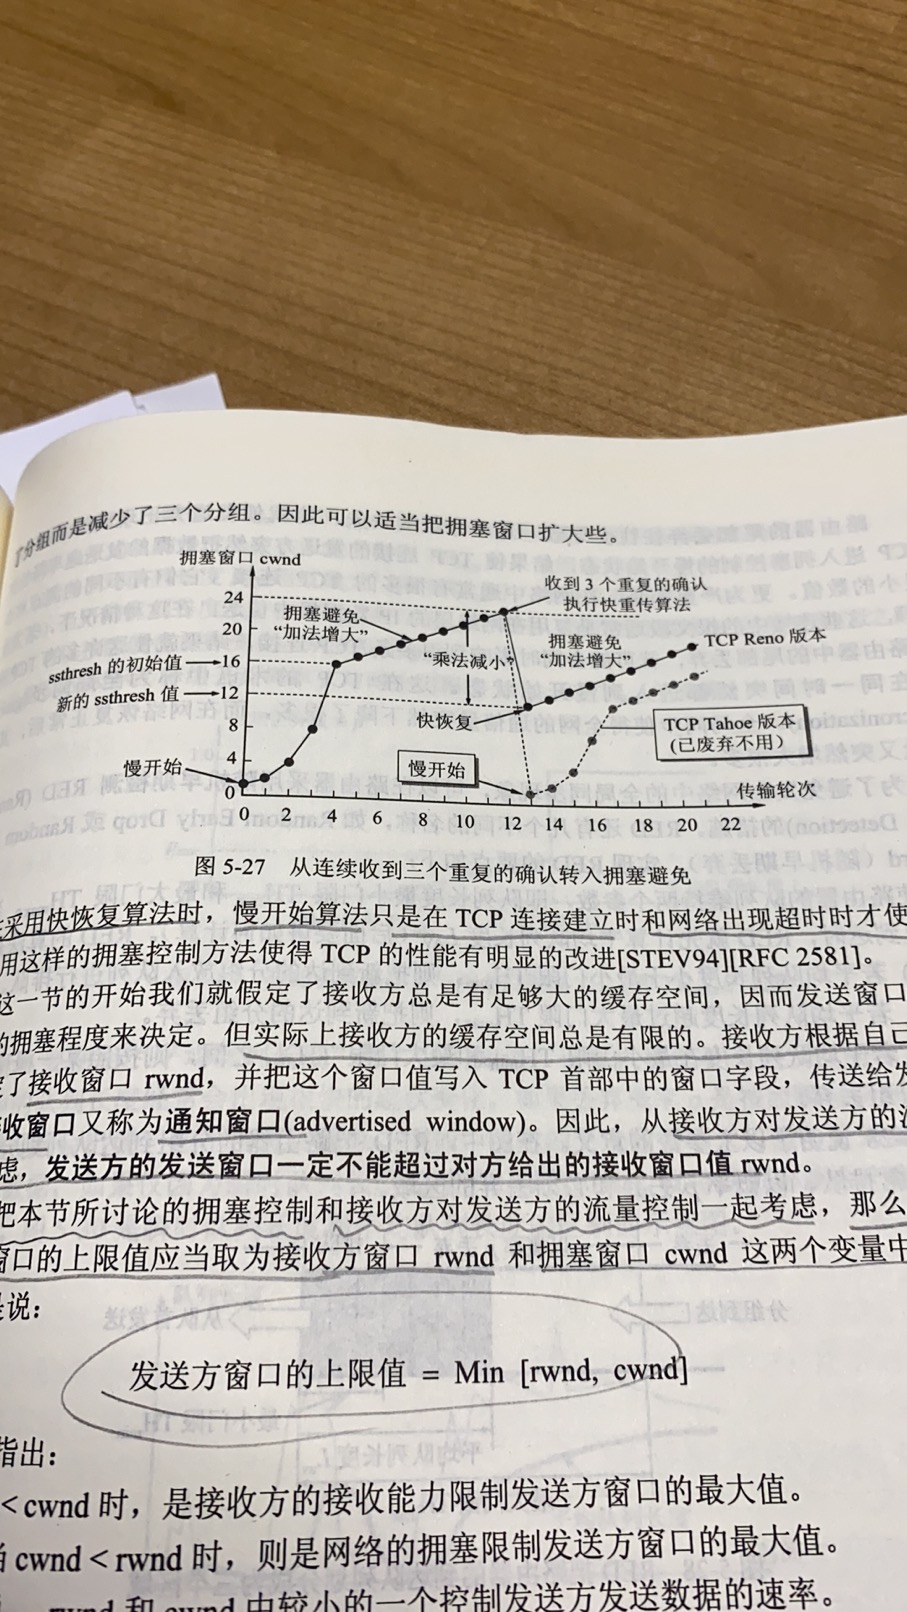 了分组而是减少了三个分组。因此可以适当把拥塞窗口扩大些。
拥塞窗口 cwnd
24
20
16
12
8
4
0
ssthresh 的初始值
新的 ssthresh 值
慢开始
拥塞避免
“加法增大”
“乘法减小”
收到 3 个重复的确认
执行快重传算法
拥塞避免
“加法增大”
TCP Reno 版本
快恢复
慢开始
TCP Tahoe 版本
(已废弃不用)
传输轮次
0 2 4 6 8 10 12 14 16 18 20 22
图 5-27 从连续收到三个重复的确认转入拥塞避免
采用快恢复算法时，慢开始算法只是在 TCP 连接建立时和网络出现超时时才使
用这样的拥塞控制方法使得 TCP 的性能有明显的改进[STEV94][RFC 2581]。
这一节的开始我们就假定了接收方总是有足够大的缓存空间，因而发送窗口
的拥塞程度来决定。但实际上接收方的缓存空间总是有限的。接收方根据自己
了接收窗口 rwnd，并把这个窗口值写入 TCP 首部中的窗口字段，传送给发
收窗口又称为通知窗口(advertised window)。因此，从接收方对发送方的流
虑，发送方的发送窗口一定不能超过对方给出的接收窗口值 rwnd。
把本节所讨论的拥塞控制和接收方对发送方的流量控制一起考虑，那么
窗口的上限值应当取为接收方窗口 rwnd 和拥塞窗口 cwnd 这两个变量中
是说：
发送方窗口的上限值 = Min [rwnd, cwnd]
指出：
< cwnd 时，是接收方的接收能力限制发送方窗口的最大值。
当 cwnd < rwnd 时，则是网络的拥塞限制发送方窗口的最大值。
rwnd 和 cwnd 中较小的一个控制发送方发送数据的速率。